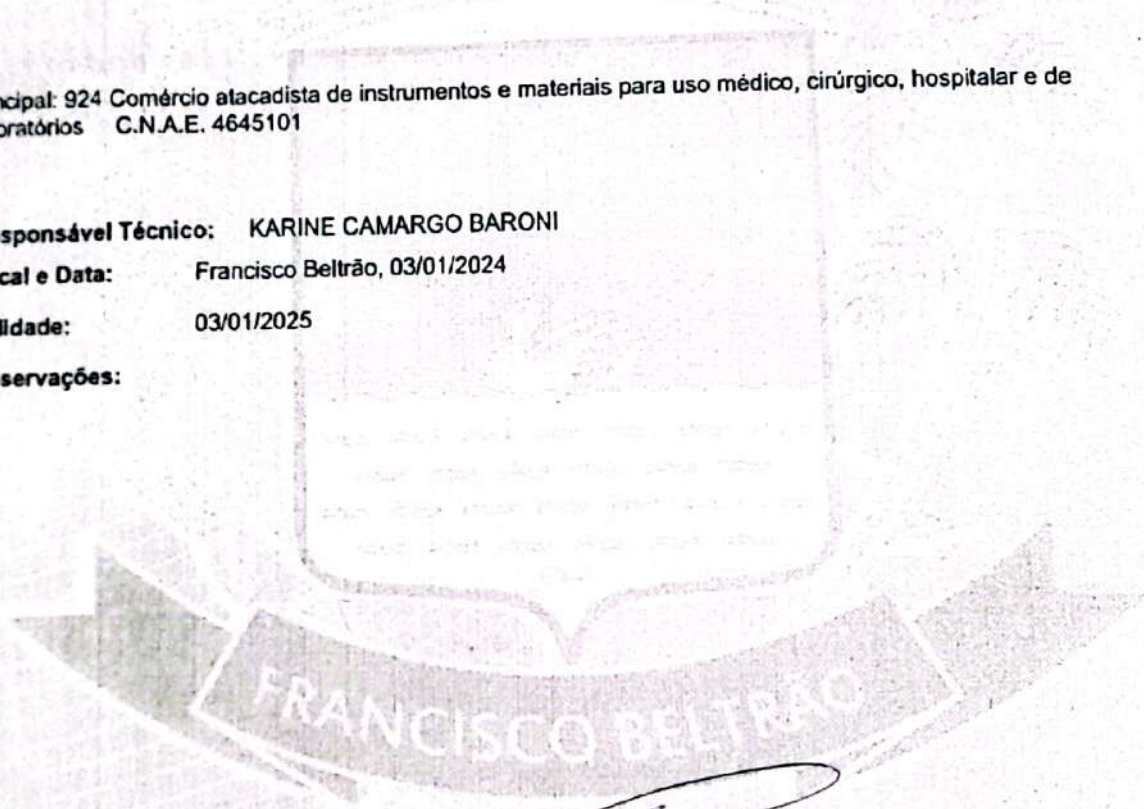 ncipal: 924 Comércio atacadista de instrumentos e materiais para uso médico, cirúrgico, hospitalar e de
oratórios C.N.A.E. 4645101
sponsável Técnico: KARINE CAMARGO BARONI
cal e Data: Francisco Beltrão, 03/01/2024
lidade: 03/01/2025
servações:
FRANCISCO BELTRÃO